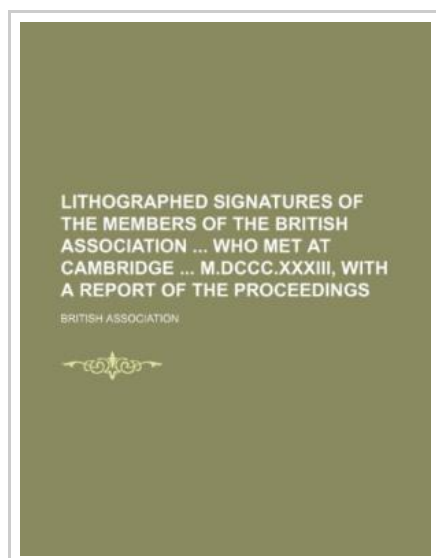 LITHOGRAPHED SIGNATURES OF
THE MEMBERS OF THE BRITISH
ASSOCIATION ... WHO MET AT
CAMBRIDGE ... M.DCCC.XXXIII, WITH
A REPORT OF THE PROCEEDINGS
BRITISH ASSOCIATION